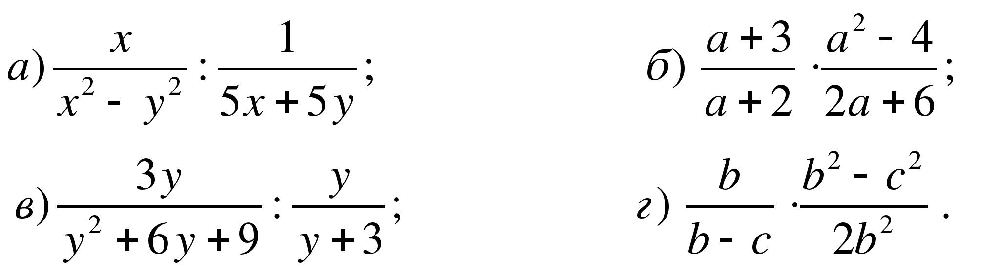 а) x/(x² - y²) : 1/(5x + 5y); б) (a + 3)/(a + 2) · (a² - 4)/(2a + 6);
в) 3y/(y² + 6y + 9) : y/(y + 3); г) b/(b - c) · (b² - c²)/(2b²).